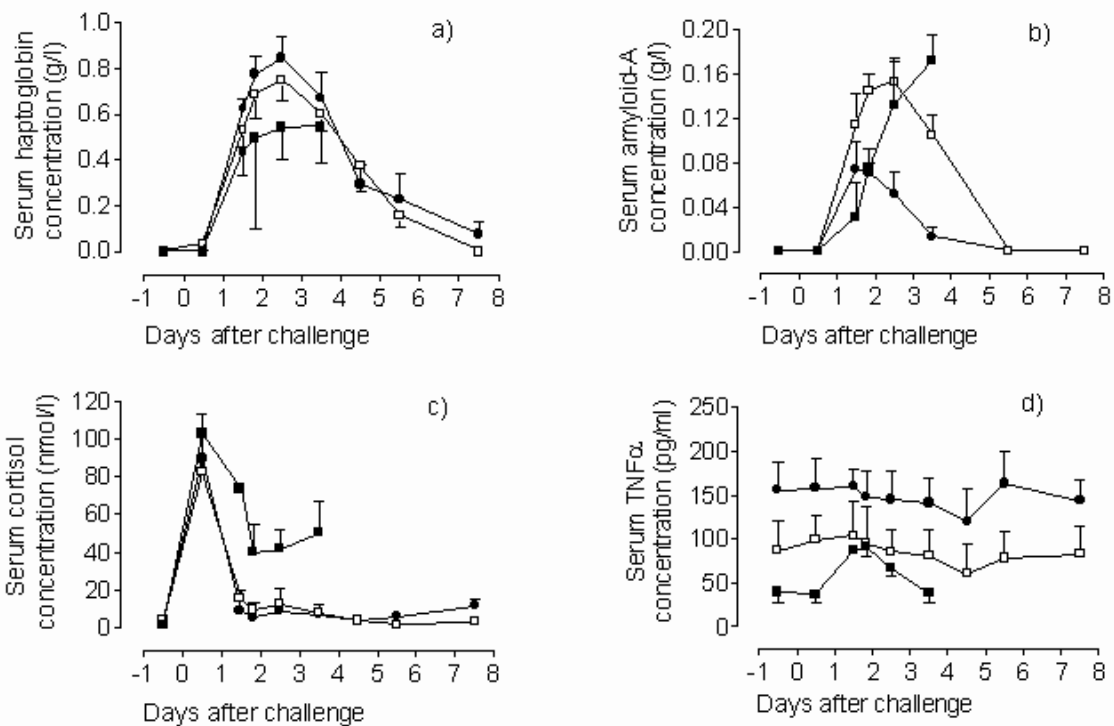 a)
Serum haptoglobin
concentration (g/l)
1.0
0.8
0.6
0.4
0.2
0.0
-1 0 1 2 3 4 5 6 7 8
Days after challenge
b)
Serum amyloid-A
concentration (g/l)
0.20
0.16
0.12
0.08
0.04
0.00
-1 0 1 2 3 4 5 6 7 8
Days after challenge
c)
Serum cortisol
concentration (nmol/l)
120
100
80
60
40
20
0
-1 0 1 2 3 4 5 6 7 8
Days after challenge
d)
Serum TNFα
concentration (pg/ml)
250
200
150
100
50
0
-1 0 1 2 3 4 5 6 7 8
Days after challenge